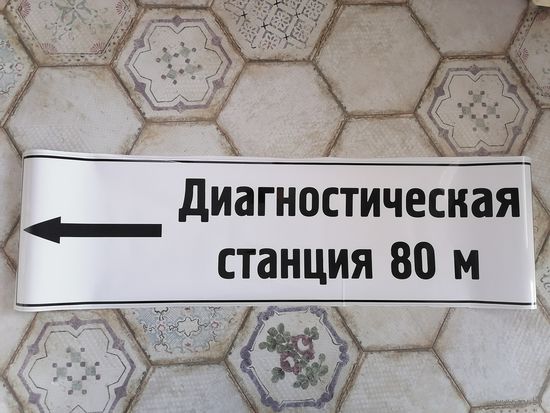 Диагностическая
станция 80 м